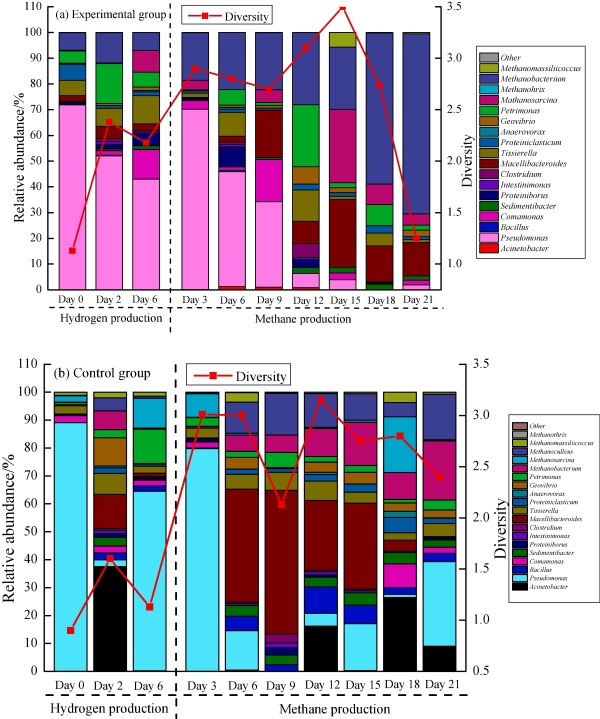 (a) Experimental group
Diversity
Relative abundance/%
110
100
90
80
70
60
50
40
30
20
10
0
3.5
3.0
2.5
2.0
1.5
1.0
Diversity
Day 0 Day 2 Day 6 Day 3 Day 6 Day 9 Day 12 Day 15 Day18 Day 21
Hydrogen production Methane production
Other
Methanomassiliicoccus
Methanobacterium
Methanohrix
Mathanosarcina
Petrimonas
Geovibrio
Anaerovorax
Proteiniclasticum
Tissierella
Macellibacteroides
Clostridium
Intestinimonas
Proteiniborus
Sedimentibacter
Comamonas
Bacillus
Pseudomonas
Acinetobacter
(b) Control group
Diversity
Relative abundance/%
110
100
90
80
70
60
50
40
30
20
10
0
3.5
3.0
2.5
2.0
1.5
1.0
0.5
Diversity
Day 0 Day 2 Day 6 Day 3 Day 6 Day 9 Day 12 Day 15 Day 18 Day 21
Hydrogen production Methane production
Other
Methanothrix
Methanomassiliicoccus
Methanoculleus
Methanosarcina
Methanobacterium
Petrimonas
Geovibrio
Anaerovorax
Proteiniclasticum
Tissierella
Macellibacteroides
Clostridium
Intestinimonas
Proteiniborus
Sedimentibacter
Comamonas
Bacillus
Pseudomonas
Acinetobacter